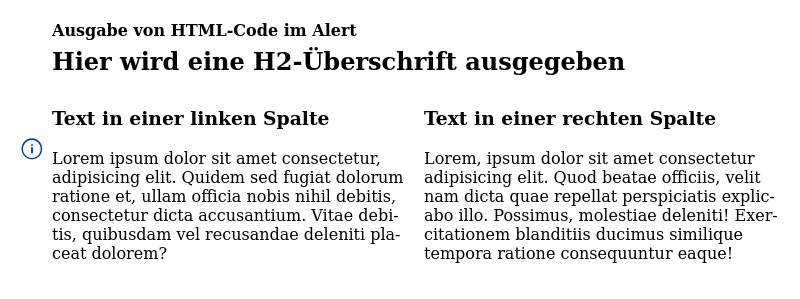 Ausgabe von HTML-Code im Alert
Hier wird eine H2-Überschrift ausgegeben
Text in einer linken Spalte
Lorem ipsum dolor sit amet consectetur,
adipisicing elit. Quidem sed fugiat dolorum
ratione et, ullam officia nobis nihil debitis,
consectetur dicta accusantium. Vitae debi-
tis, quibusdam vel recusandae deleniti pla-
ceat dolorem?
Text in einer rechten Spalte
Lorem, ipsum dolor sit amet consectetur
adipisicing elit. Quod beatae officiis, velit
nam dicta quae repellat perspiciatis explic-
abo illo. Possimus, molestiae deleniti! Exer-
citationem blanditiis ducimus similique
tempora ratione consequuntur eaque!